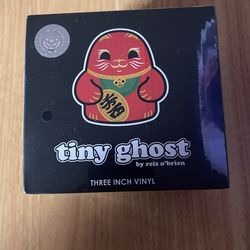 tiny ghost
by reis o'brien
THREE INCH VINYL